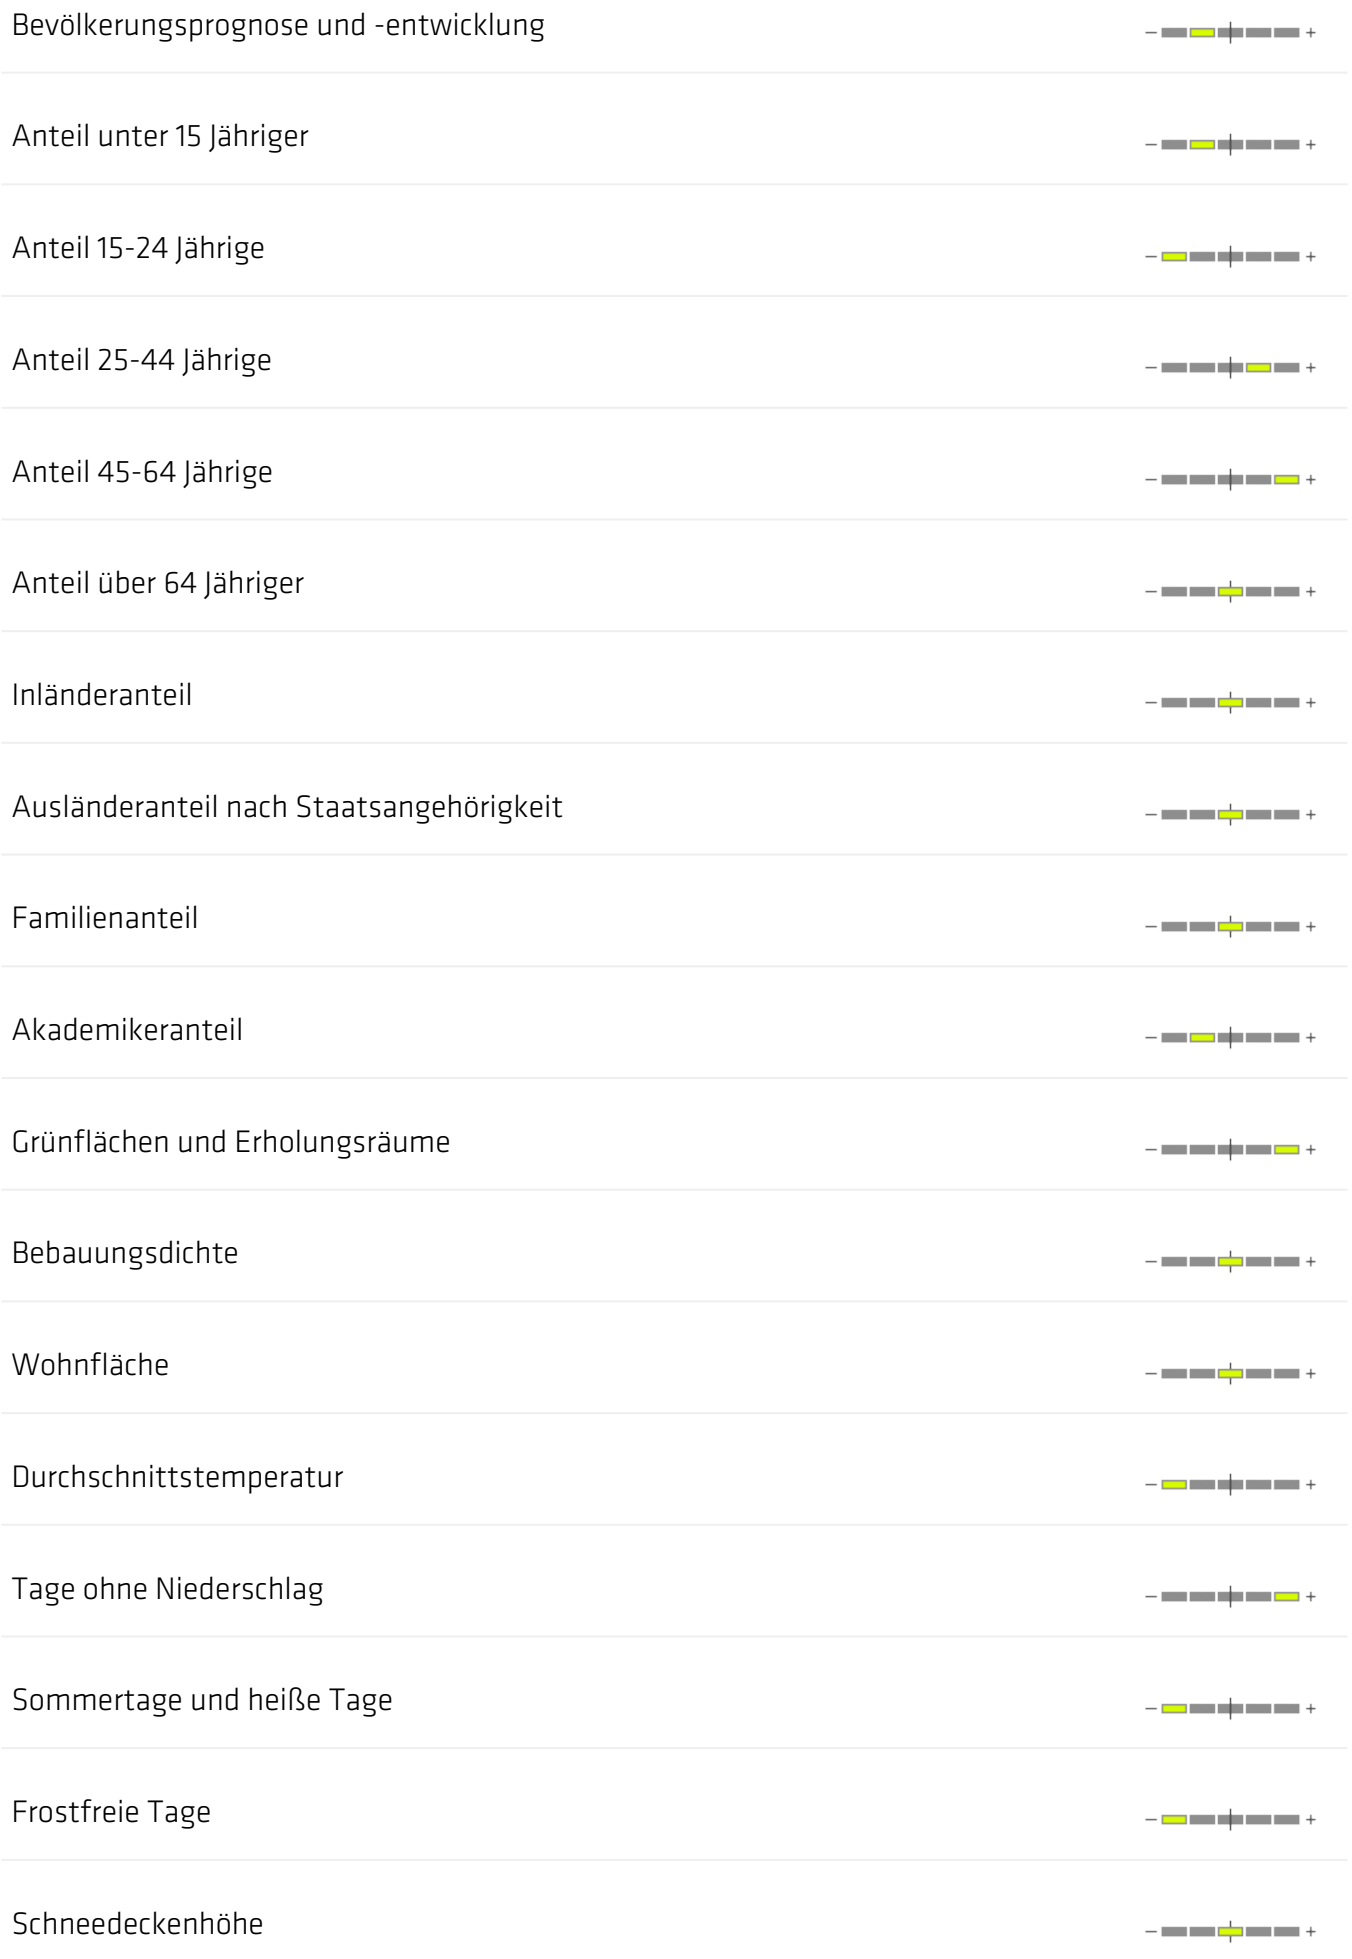 Bevölkerungsprognose und -entwicklung − +
Anteil unter 15 Jähriger − +
Anteil 15-24 Jährige − +
Anteil 25-44 Jährige − +
Anteil 45-64 Jährige − +
Anteil über 64 Jähriger − +
Inländeranteil − +
Ausländeranteil nach Staatsangehörigkeit − +
Familienanteil − +
Akademikeranteil − +
Grünflächen und Erholungsräume − +
Bebauungsdichte − +
Wohnfläche − +
Durchschnittstemperatur − +
Tage ohne Niederschlag − +
Sommertage und heiße Tage − +
Frostfreie Tage − +
Schneedeckenhöhe − +